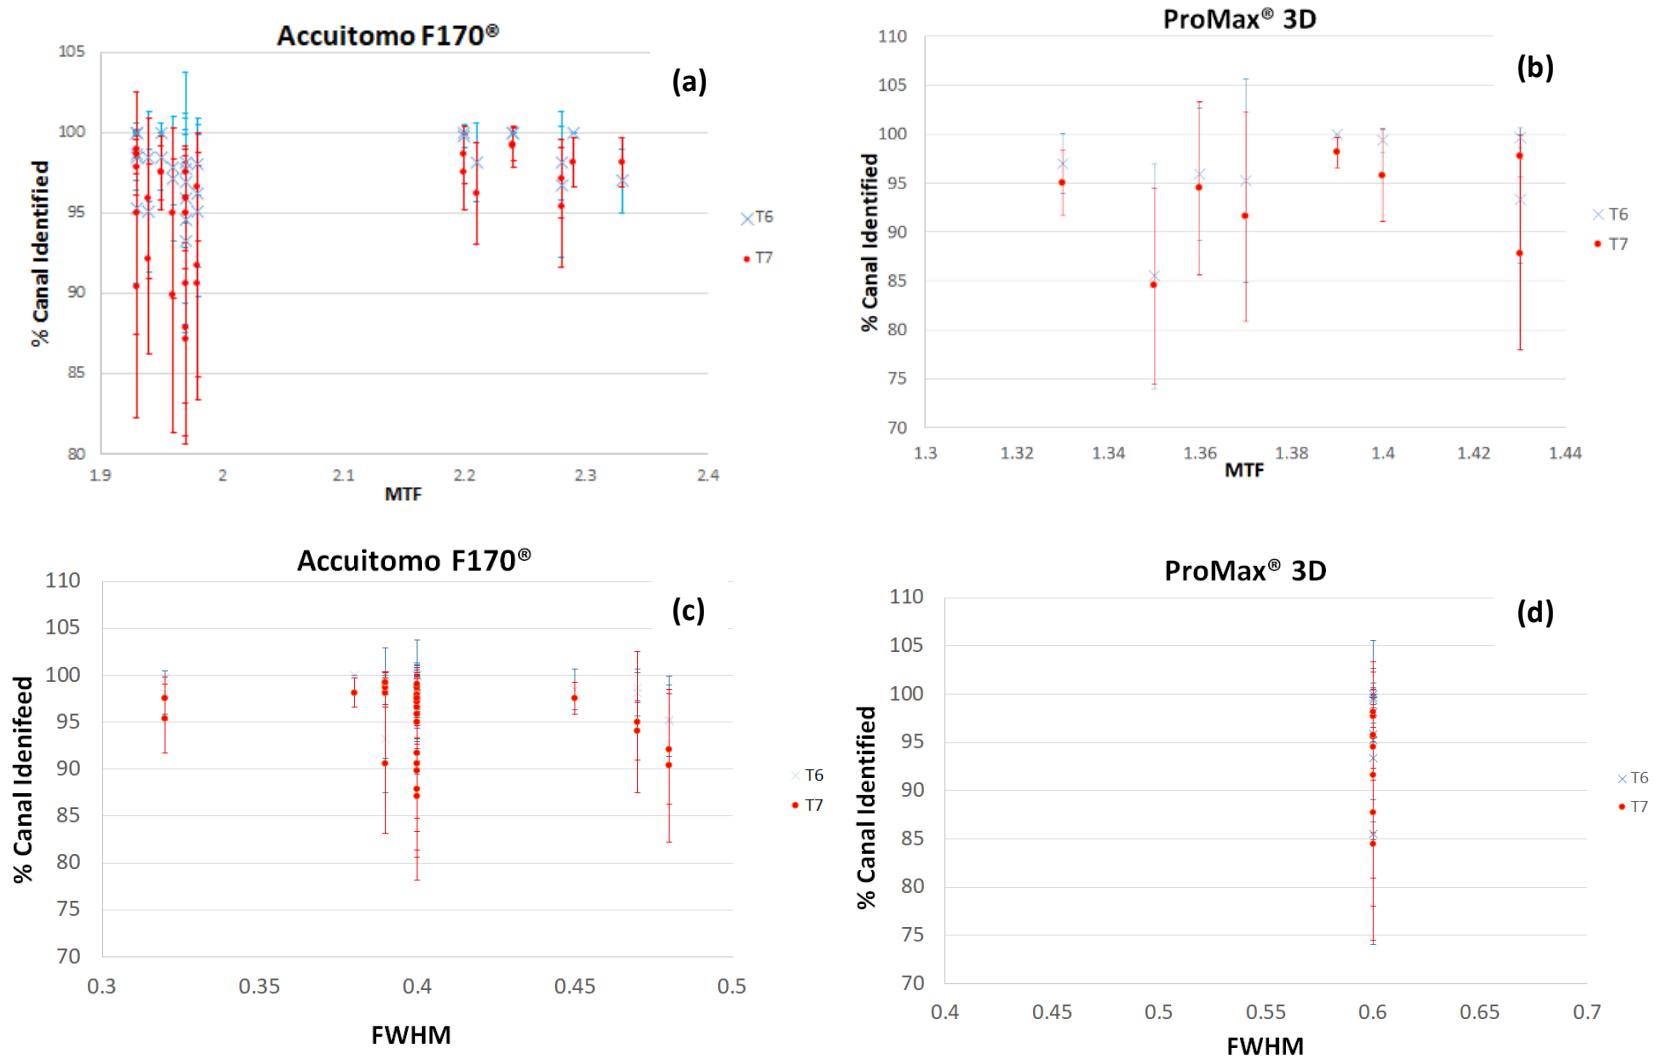 Accuitomo F170®
(a)
105
100
95
90
85
80
% Canal Identified
1.9 2 2.1 2.2 2.3 2.4
MTF
T6
T7
ProMax® 3D
(b)
110
105
100
95
90
85
80
75
70
% Canal Identified
1.3 1.32 1.34 1.36 1.38 1.4 1.42 1.44
MTF
T6
T7
Accuitomo F170®
(c)
110
105
100
95
90
85
80
75
70
% Canal Idenifeed
0.3 0.35 0.4 0.45 0.5
FWHM
T6
T7
ProMax® 3D
(d)
110
105
100
95
90
85
80
75
70
% Canal Identified
0.4 0.45 0.5 0.55 0.6 0.65 0.7
FWHM
T6
T7